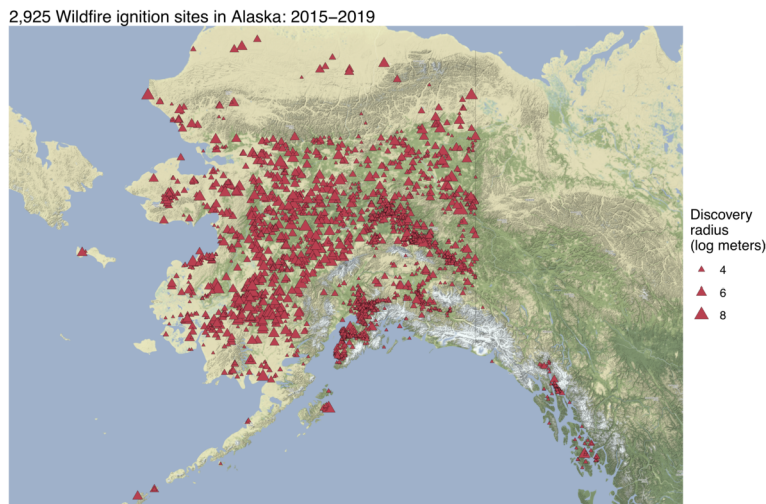 2,925 Wildfire ignition sites in Alaska: 2015−2019
Discovery
radius
(log meters)
4
6
8